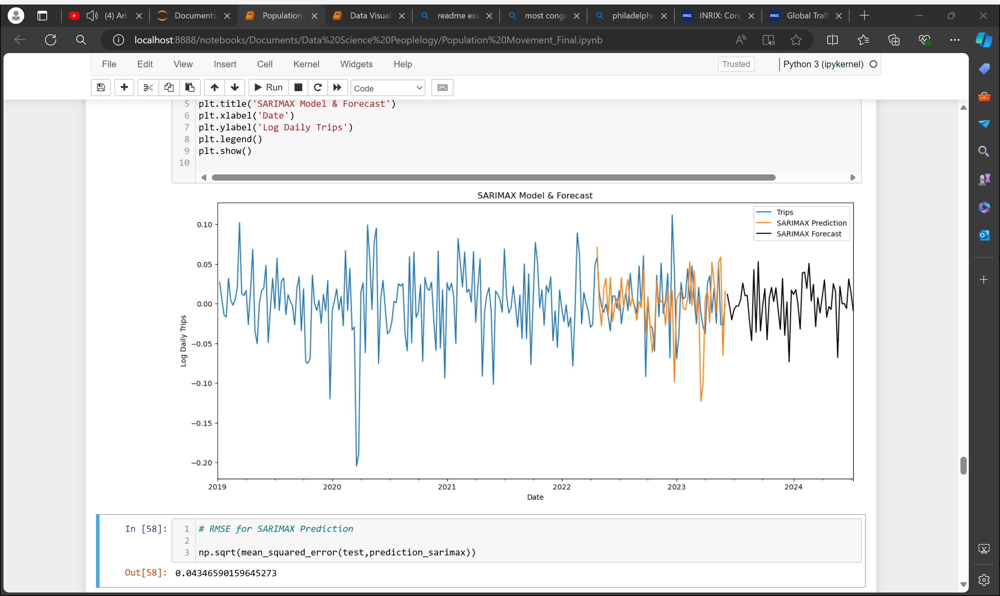 (4) Ari
Documents
Population
Data Visual
readme exa
most conge
philadelphi
INRIX
INRIX: Cong
INRIX
Global Traff
localhost:8888/notebooks/Documents/Data%20Science%20Peoplelogy/Population%20Movement_Final.ipynb
File Edit View Insert Cell Kernel Widgets Help
Trusted
Python 3 (ipykernel)
Run
Code
5 plt.title('SARIMAX Model & Forecast')
6 plt.xlabel('Date')
7 plt.ylabel('Log Daily Trips')
8 plt.legend()
9 plt.show()
10
SARIMAX Model & Forecast
Trips
SARIMAX Prediction
SARIMAX Forecast
0.10
0.05
0.00
−0.05
−0.10
−0.15
−0.20
Log Daily Trips
2019 2020 2021 2022 2023 2024
Date
In [58]:
1 # RMSE for SARIMAX Prediction
2
3 np.sqrt(mean_squared_error(test,prediction_sarimax))
Out[58]: 0.04346590159645273